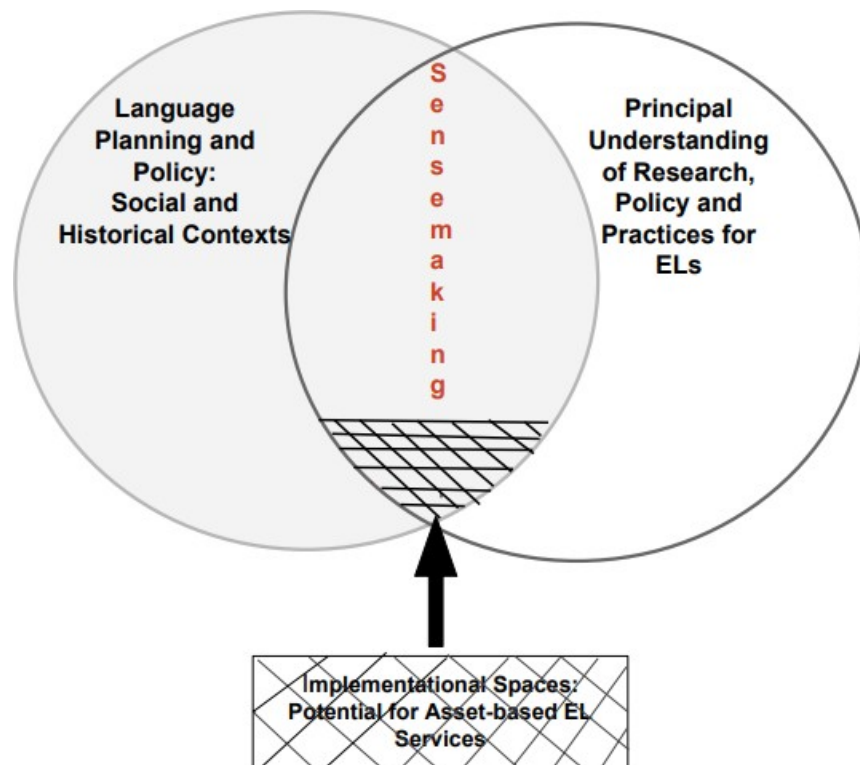 Language
Planning and
Policy:
Social and
Historical Contexts
Sensemaking
Principal
Understanding
of Research,
Policy and
Practices for
ELs
Implementational Spaces:
Potential for Asset-based EL
Services